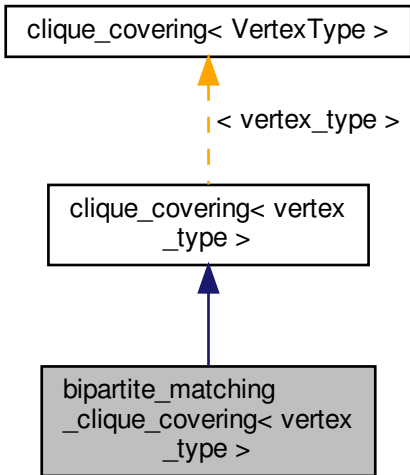 clique_covering< VertexType >
< vertex_type >
clique_covering< vertex
_type >
bipartite_matching
_clique_covering< vertex
_type >